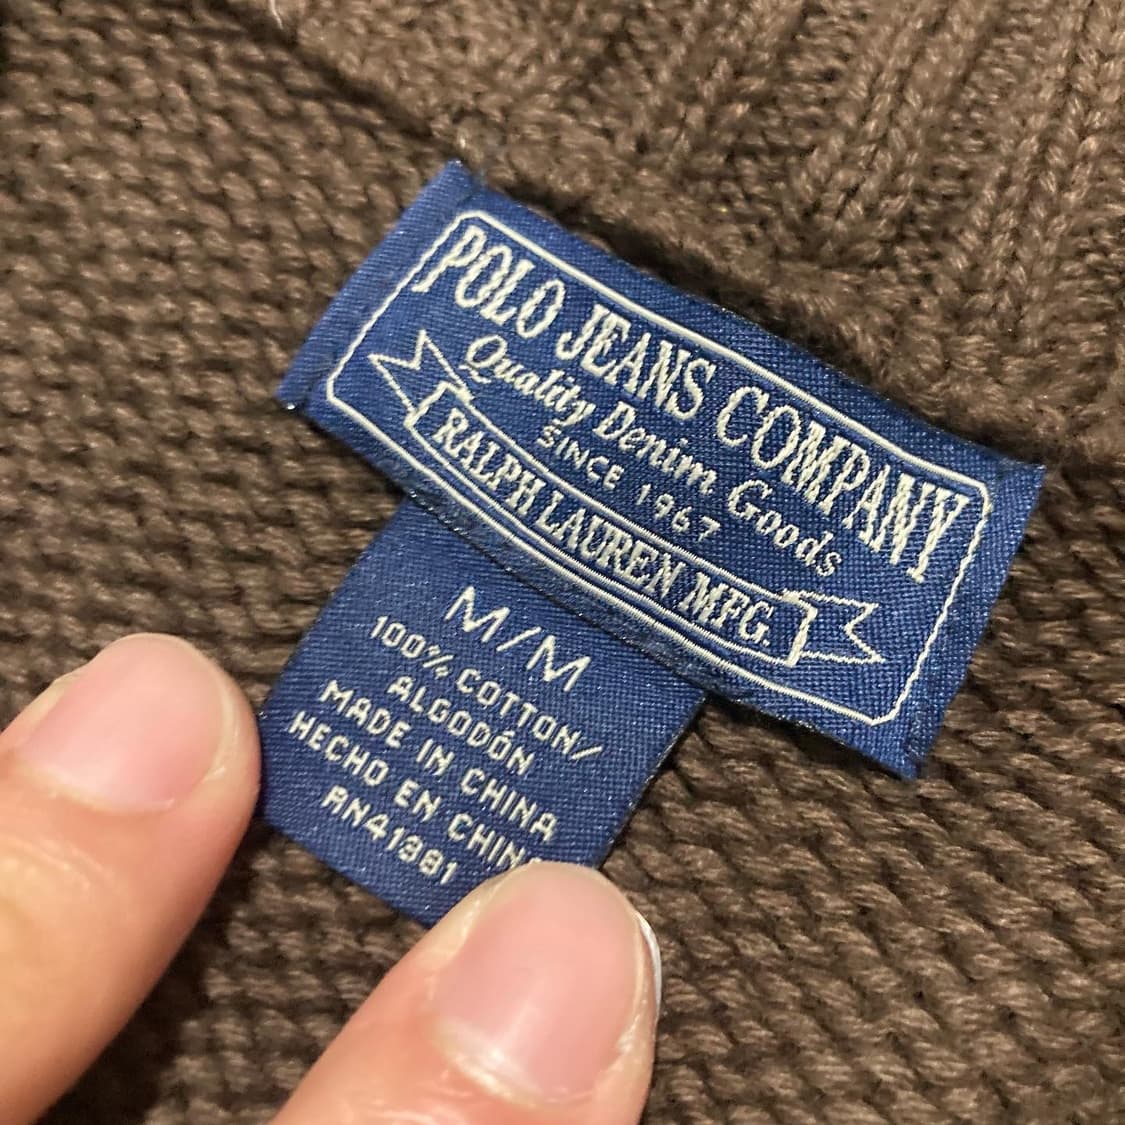 POLO JEANS COMPANY
Quality Denim Goods
SINCE 1967
RALPH LAUREN MFG.
M/M
100% COTTON/
ALGODÓN
MADE IN CHINA
HECHO EN CHINA
RN41381